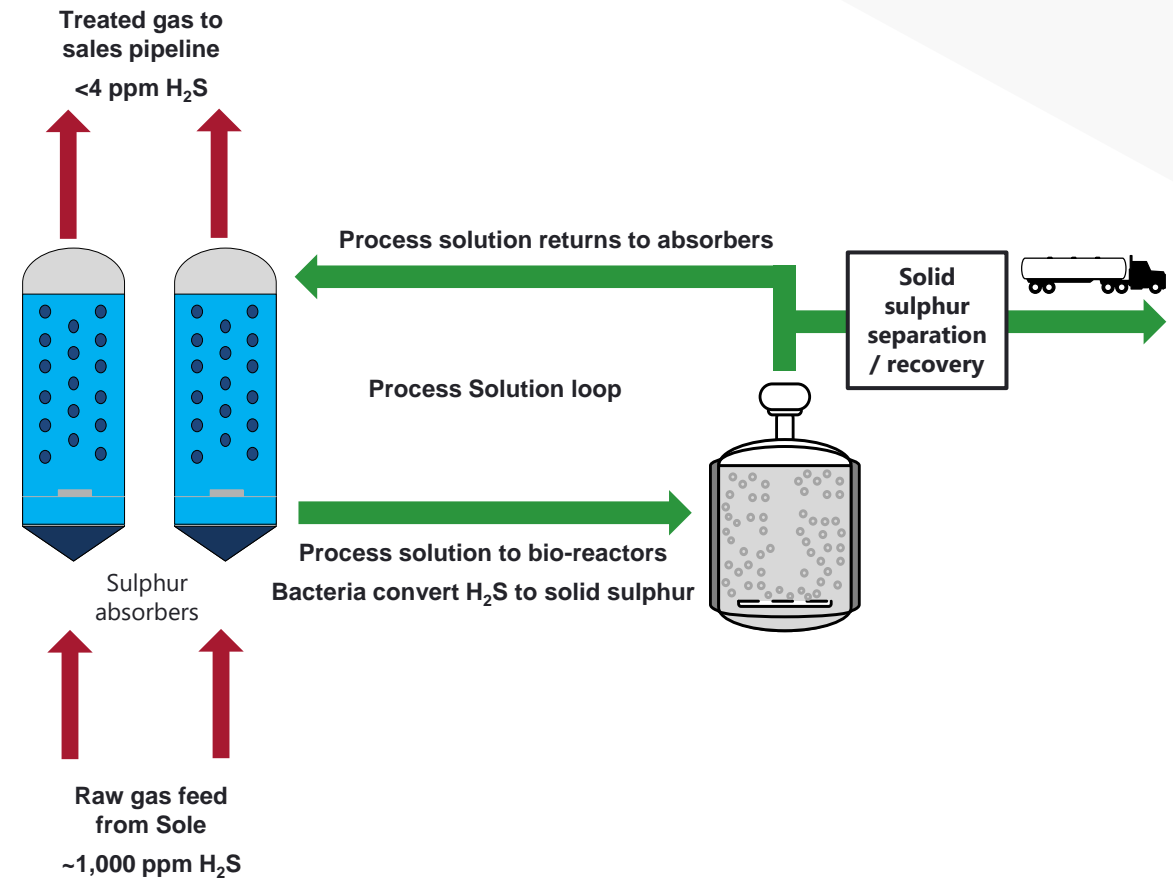 Treated gas to
sales pipeline
<4 ppm H₂S
Process solution returns to absorbers
Solid
sulphur
separation
/ recovery
Process Solution loop
Process solution to bio-reactors
Bacteria convert H₂S to solid sulphur
Sulphur
absorbers
Raw gas feed
from Sole
~1,000 ppm H₂S